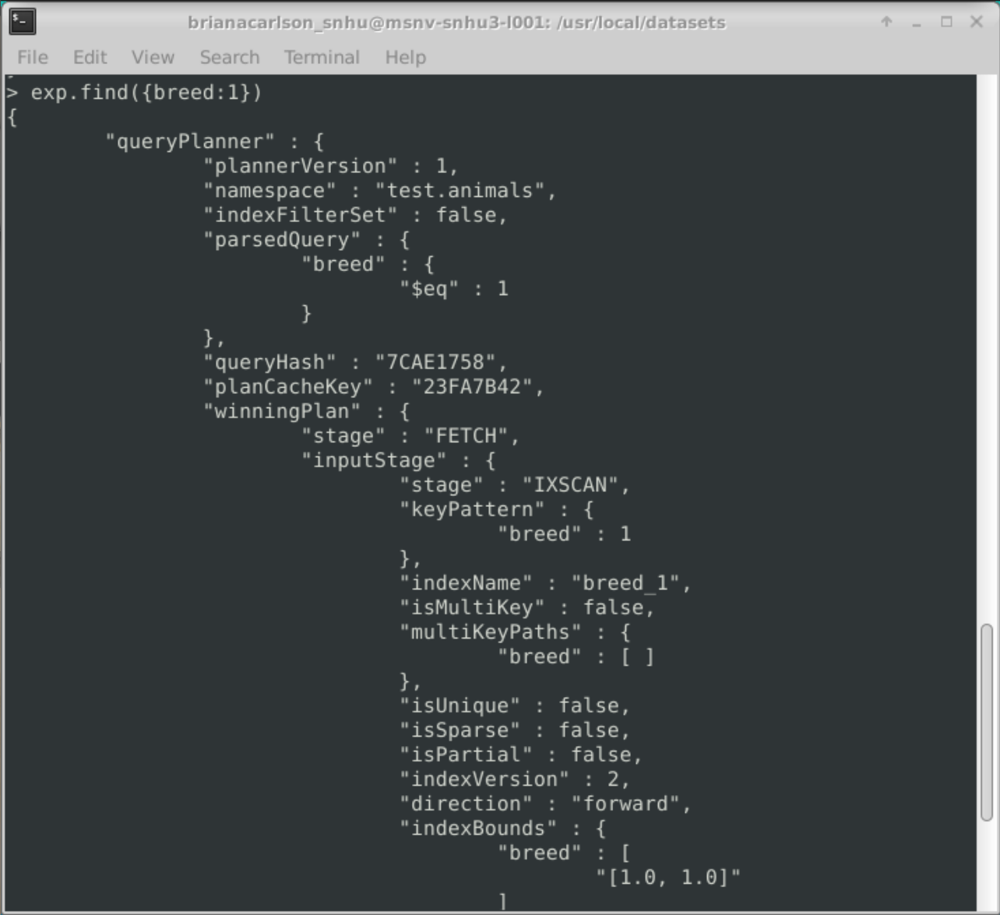 brianacarlson_snhu@msnv-snhu3-l001: /usr/local/datasets
File Edit View Search Terminal Help
> exp.find({breed:1})
{
        "queryPlanner" : {
                "plannerVersion" : 1,
                "namespace" : "test.animals",
                "indexFilterSet" : false,
                "parsedQuery" : {
                        "breed" : {
                                "$eq" : 1
                        }
                },
                "queryHash" : "7CAE1758",
                "planCacheKey" : "23FA7B42",
                "winningPlan" : {
                        "stage" : "FETCH",
                        "inputStage" : {
                                "stage" : "IXSCAN",
                                "keyPattern" : {
                                        "breed" : 1
                                },
                                "indexName" : "breed_1",
                                "isMultiKey" : false,
                                "multiKeyPaths" : {
                                        "breed" : [ ]
                                },
                                "isUnique" : false,
                                "isSparse" : false,
                                "isPartial" : false,
                                "indexVersion" : 2,
                                "direction" : "forward",
                                "indexBounds" : {
                                        "breed" : [
                                                "[1.0, 1.0]"
                                        ]